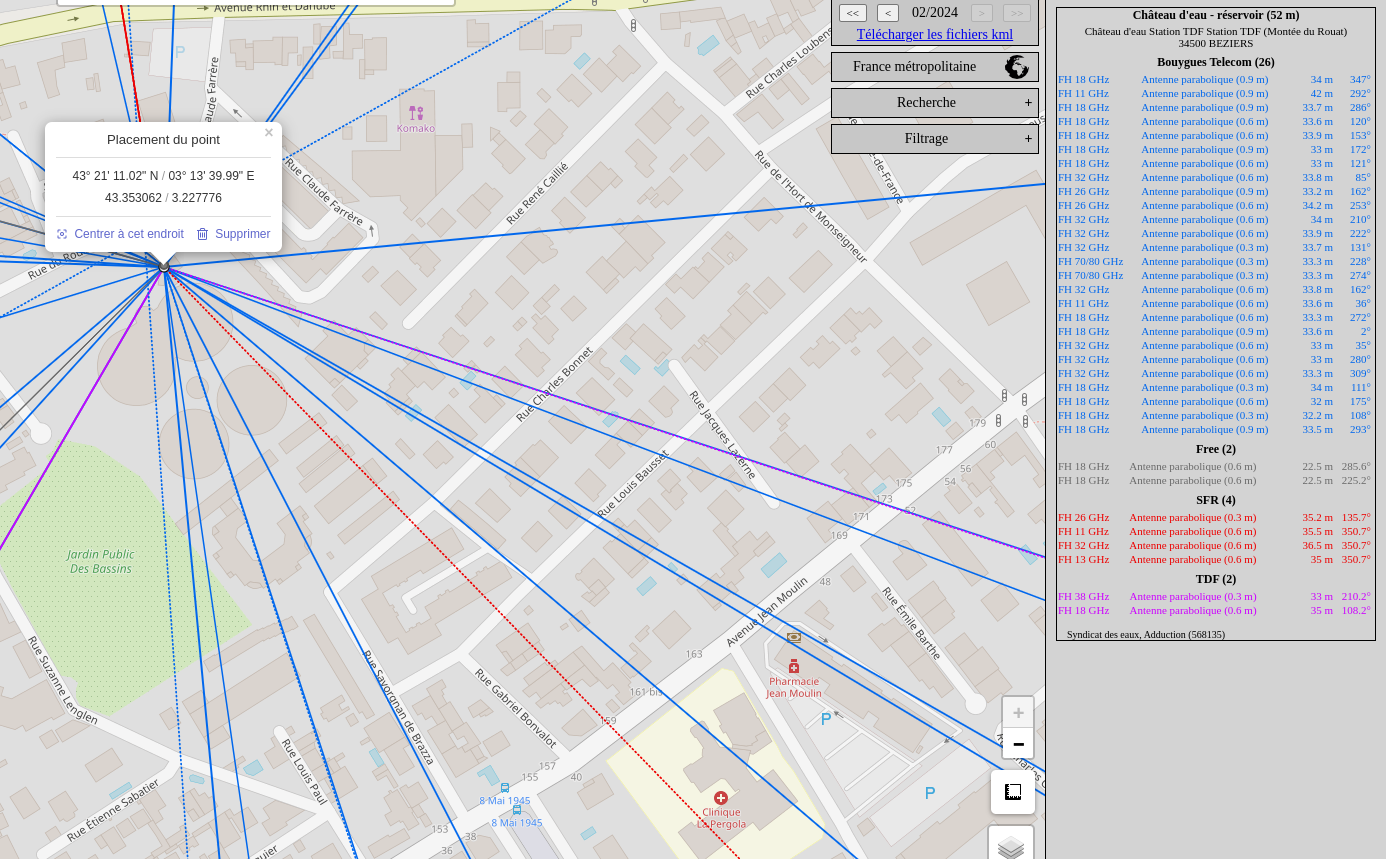 Avenue Rhin et Danube
<<
<
02/2024
>
>>
Télécharger les fichiers kml
France métropolitaine
Recherche
+
Filtrage
+
Placement du point
×
43° 21' 11.02" N / 03° 13' 39.99" E
43.353062 / 3.227776
Centrer à cet endroit
Supprimer
P
aude Farrère
Komako
Rue Claude Farrère
Rue René Caillié
Rue Charles Loubens
Rue de l'Hort de Monseigneur
e-de-France
Rue du Rou
Rue Charles Bonnet
Rue Jacques Laterne
Rue Louis Bausset
Jardin Public
Des Bassins
179
177
60
56
54
175
173
52
171
169
48
Avenue Jean Moulin
Rue Émile Barthe
163
Pharmacie
Jean Moulin
161 bis
P
159
157
155
40
Rue Suzanne Lenglen
Rue Savorgnan de Brazza
Rue Gabriel Bonvalot
Rue Louis Paul
Rue Étienne Sabatier
8 Mai 1945
8 Mai 1945
Clinique
La Pergola
P
153
38
36
+
−
Château d'eau - réservoir (52 m)
Château d'eau Station TDF Station TDF (Montée du Rouat)
34500 BEZIERS
Bouygues Telecom (26)
FH 18 GHz Antenne parabolique (0.9 m) 34 m 347°
FH 11 GHz Antenne parabolique (0.9 m) 42 m 292°
FH 18 GHz Antenne parabolique (0.9 m) 33.7 m 286°
FH 18 GHz Antenne parabolique (0.6 m) 33.6 m 120°
FH 18 GHz Antenne parabolique (0.6 m) 33.9 m 153°
FH 18 GHz Antenne parabolique (0.9 m) 33 m 172°
FH 18 GHz Antenne parabolique (0.6 m) 33 m 121°
FH 32 GHz Antenne parabolique (0.6 m) 33.8 m 85°
FH 26 GHz Antenne parabolique (0.9 m) 33.2 m 162°
FH 26 GHz Antenne parabolique (0.6 m) 34.2 m 253°
FH 32 GHz Antenne parabolique (0.6 m) 34 m 210°
FH 32 GHz Antenne parabolique (0.6 m) 33.9 m 222°
FH 32 GHz Antenne parabolique (0.3 m) 33.7 m 131°
FH 70/80 GHz Antenne parabolique (0.3 m) 33.3 m 228°
FH 70/80 GHz Antenne parabolique (0.3 m) 33.3 m 274°
FH 32 GHz Antenne parabolique (0.6 m) 33.8 m 162°
FH 11 GHz Antenne parabolique (0.6 m) 33.6 m 36°
FH 18 GHz Antenne parabolique (0.6 m) 33.3 m 272°
FH 18 GHz Antenne parabolique (0.9 m) 33.6 m 2°
FH 32 GHz Antenne parabolique (0.6 m) 33 m 35°
FH 32 GHz Antenne parabolique (0.6 m) 33 m 280°
FH 32 GHz Antenne parabolique (0.6 m) 33.3 m 309°
FH 18 GHz Antenne parabolique (0.3 m) 34 m 111°
FH 18 GHz Antenne parabolique (0.6 m) 32 m 175°
FH 18 GHz Antenne parabolique (0.3 m) 32.2 m 108°
FH 18 GHz Antenne parabolique (0.9 m) 33.5 m 293°
Free (2)
FH 18 GHz Antenne parabolique (0.6 m) 22.5 m 285.6°
FH 18 GHz Antenne parabolique (0.6 m) 22.5 m 225.2°
SFR (4)
FH 26 GHz Antenne parabolique (0.3 m) 35.2 m 135.7°
FH 11 GHz Antenne parabolique (0.6 m) 35.5 m 350.7°
FH 32 GHz Antenne parabolique (0.6 m) 36.5 m 350.7°
FH 13 GHz Antenne parabolique (0.6 m) 35 m 350.7°
TDF (2)
FH 38 GHz Antenne parabolique (0.3 m) 33 m 210.2°
FH 18 GHz Antenne parabolique (0.6 m) 35 m 108.2°
Syndicat des eaux, Adduction (568135)